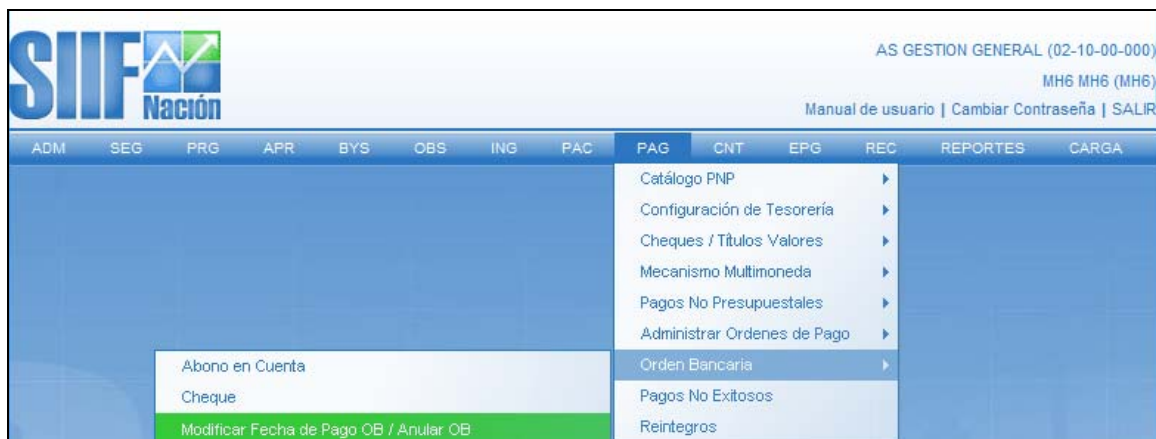 SIIF Nación
AS GESTION GENERAL (02-10-00-000)
MH6 MH6 (MH6)
Manual de usuario | Cambiar Contraseña | SALIR
ADM SEG PRG APR BYS OBS ING PAC PAG CNT EPG REC REPORTES CARGA
Catálogo PNP
Configuración de Tesorería
Cheques / Títulos Valores
Mecanismo Multimoneda
Pagos No Presupuestales
Administrar Ordenes de Pago
Orden Bancaria
Pagos No Exitosos
Reintegros
Abono en Cuenta
Cheque
Modificar Fecha de Pago OB / Anular OB